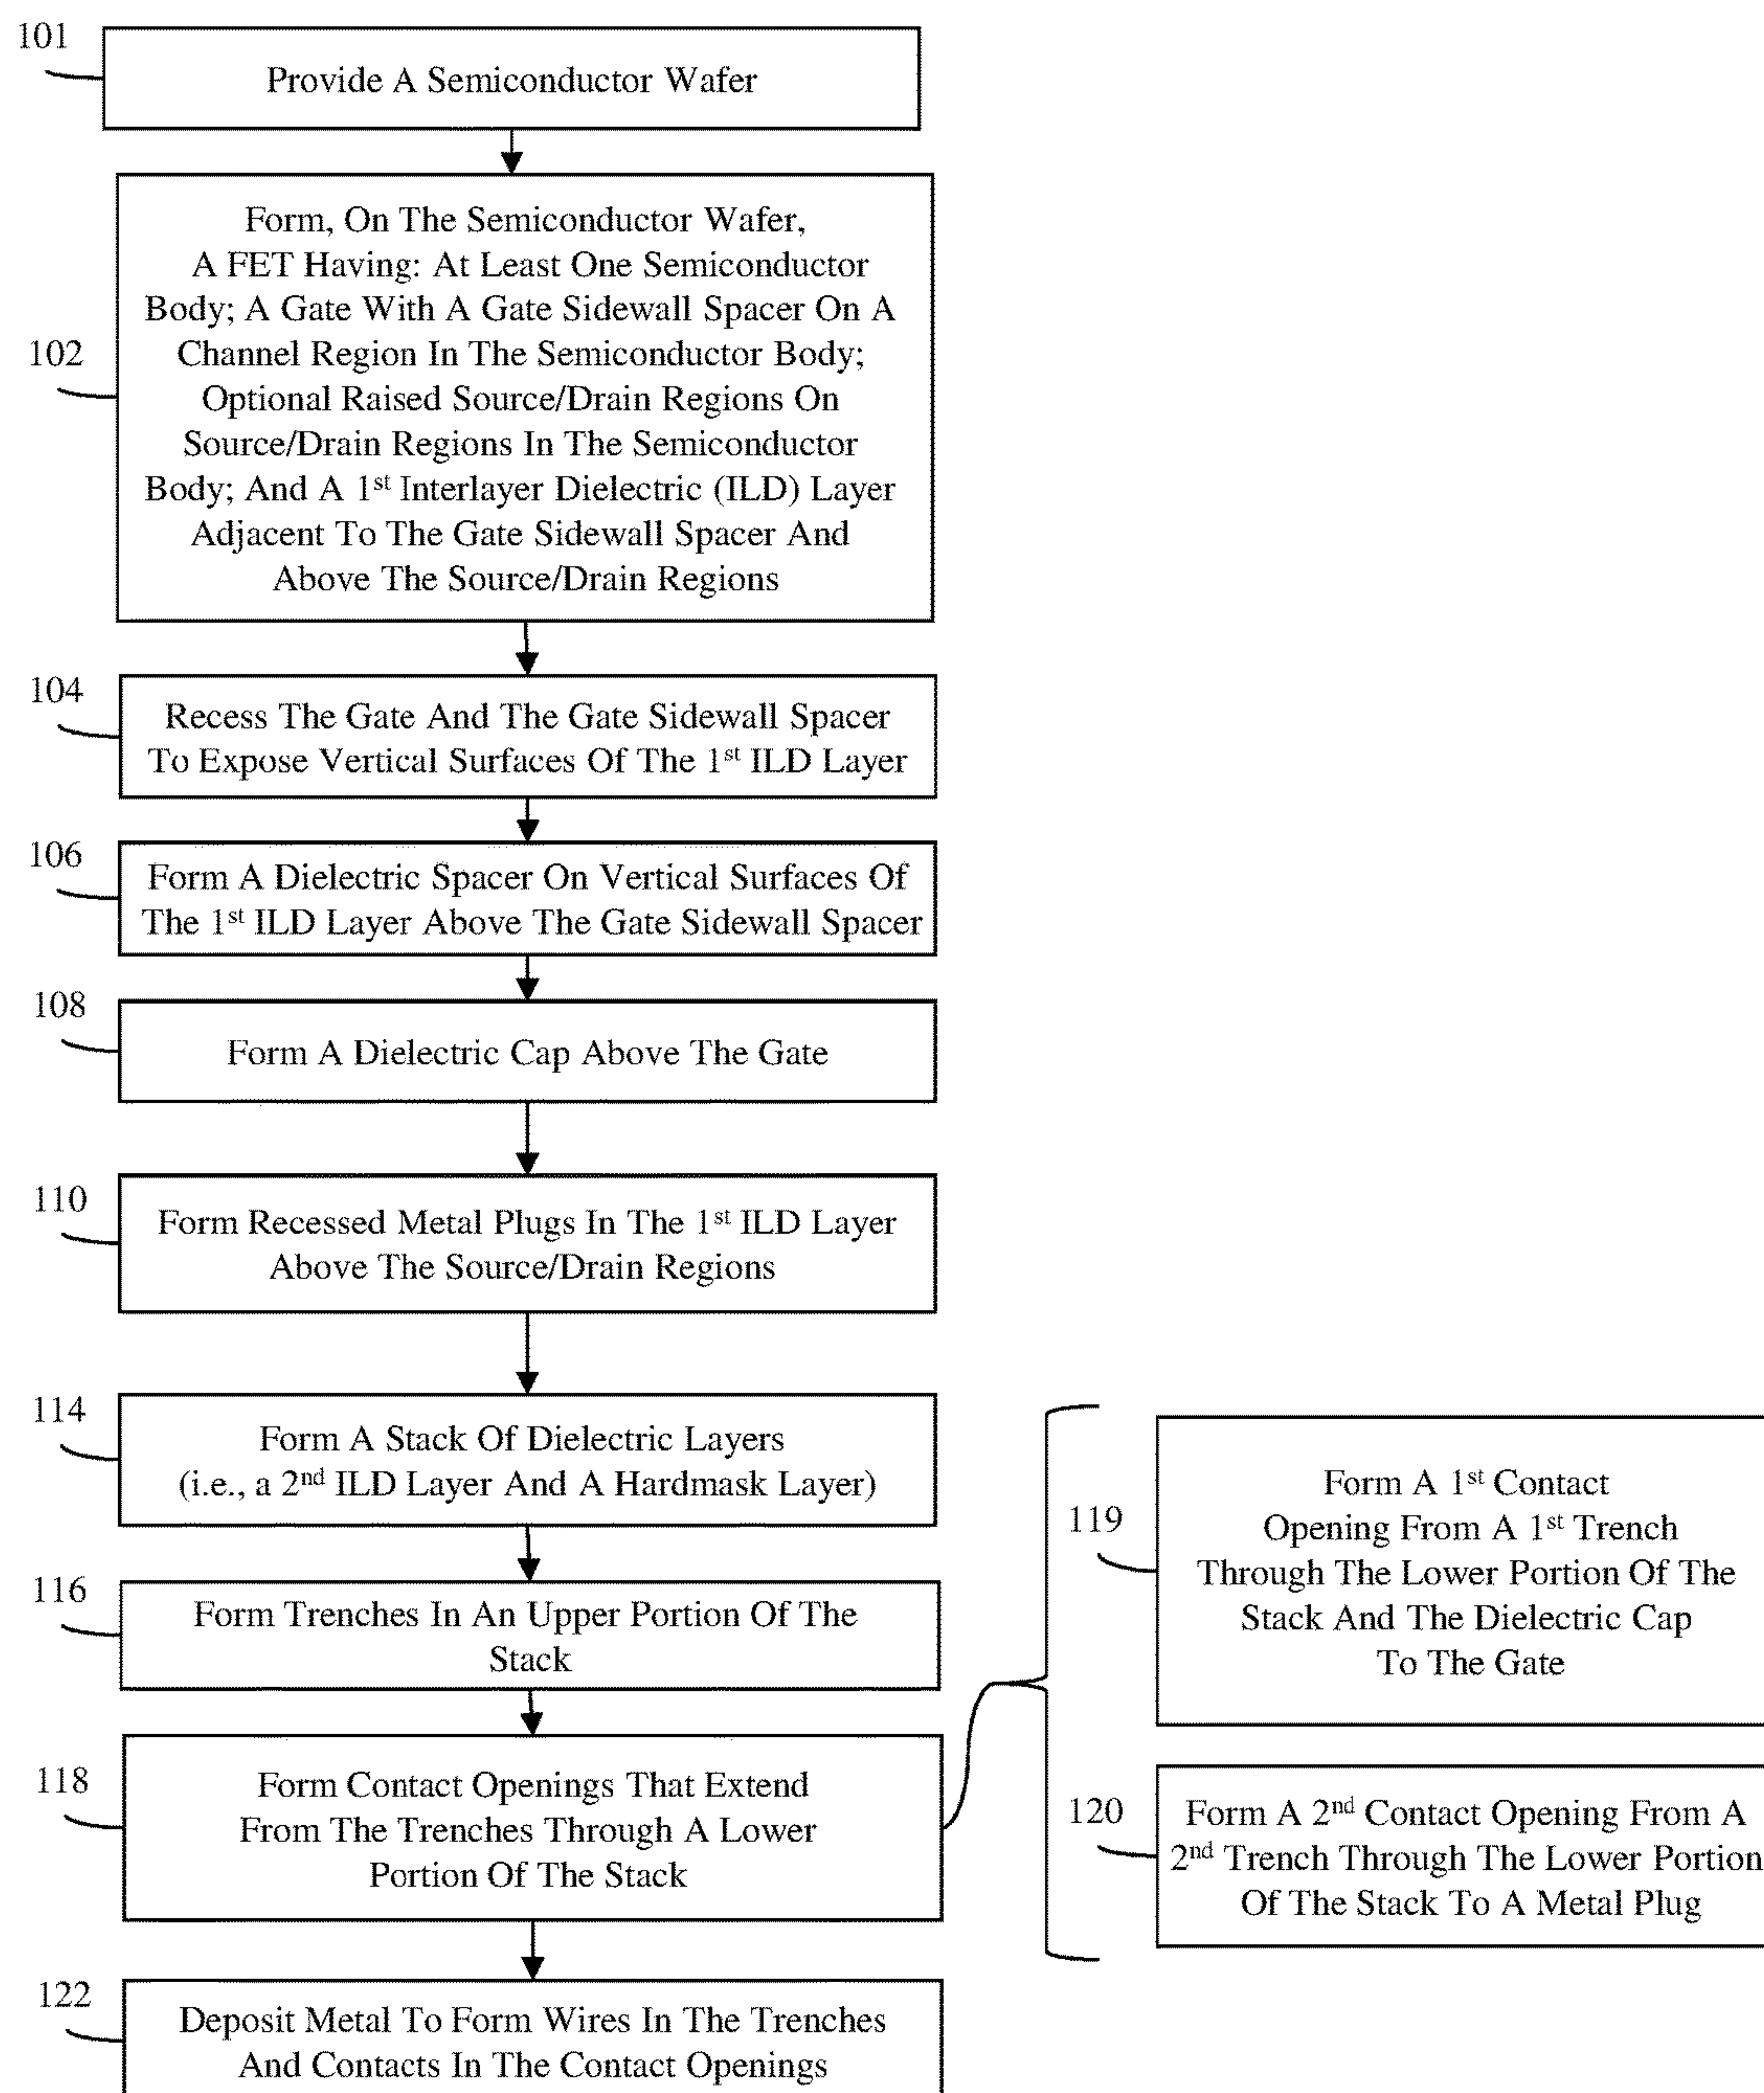 101
Provide A Semiconductor Wafer
102
Form, On The Semiconductor Wafer,
A FET Having: At Least One Semiconductor
Body; A Gate With A Gate Sidewall Spacer On A
Channel Region In The Semiconductor Body;
Optional Raised Source/Drain Regions On
Source/Drain Regions In The Semiconductor
Body; And A 1st Interlayer Dielectric (ILD) Layer
Adjacent To The Gate Sidewall Spacer And
Above The Source/Drain Regions
104
Recess The Gate And The Gate Sidewall Spacer
To Expose Vertical Surfaces Of The 1st ILD Layer
106
Form A Dielectric Spacer On Vertical Surfaces Of
The 1st ILD Layer Above The Gate Sidewall Spacer
108
Form A Dielectric Cap Above The Gate
110
Form Recessed Metal Plugs In The 1st ILD Layer
Above The Source/Drain Regions
114
Form A Stack Of Dielectric Layers
(i.e., a 2nd ILD Layer And A Hardmask Layer)
116
Form Trenches In An Upper Portion Of The
Stack
118
Form Contact Openings That Extend
From The Trenches Through A Lower
Portion Of The Stack
119
Form A 1st Contact
Opening From A 1st Trench
Through The Lower Portion Of The
Stack And The Dielectric Cap
To The Gate
120
Form A 2nd Contact Opening From A
2nd Trench Through The Lower Portion
Of The Stack To A Metal Plug
122
Deposit Metal To Form Wires In The Trenches
And Contacts In The Contact Openings